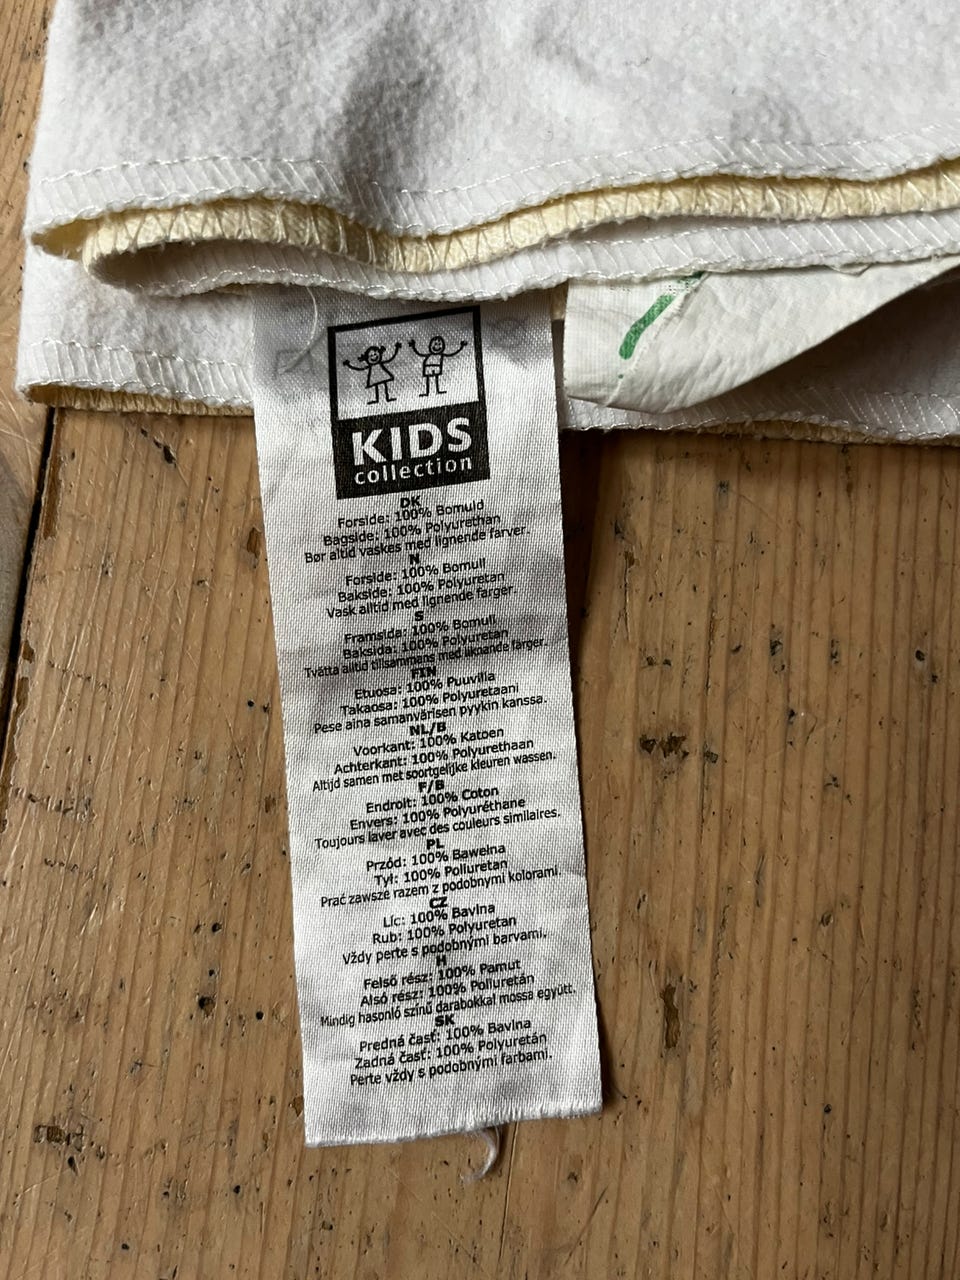 KIDS
collection
DK
Forside: 100% Bomuld
Bagside: 100% Polyurethan
Bør altid vaskes med lignende farver.
N
Forside: 100% Bomull
Bakside: 100% Polyuretan
Vask alltid med lignende farger.
S
Framsida: 100% Bomull
Baksida: 100% Polyuretan
Tvätta alltid tillsammans med liknande färger.
FIN
Etuosa: 100% Puuvilla
Takaosa: 100% Polyuretaani
Pese aina samanvärisen pyykin kanssa.
NL/B
Voorkant: 100% Katoen
Achterkant: 100% Polyurethaan
Altijd samen met soortgelijke kleuren wassen.
F/B
Endroit: 100% Coton
Envers: 100% Polyuréthane
Toujours laver avec des couleurs similaires.
PL
Przód: 100% Bawełna
Tył: 100% Poliuretan
Prać zawsze razem z podobnymi kolorami.
CZ
Líc: 100% Bavlna
Rub: 100% Polyuretan
Vždy perte s podobnými barvami.
H
Felső rész: 100% Pamut
Alsó rész: 100% Poliuretán
Mindig hasonló színű darabokkal mossa együtt.
SK
Predná časť: 100% Bavlna
Zadná časť: 100% Polyuretán
Perte vždy s podobnými farbami.